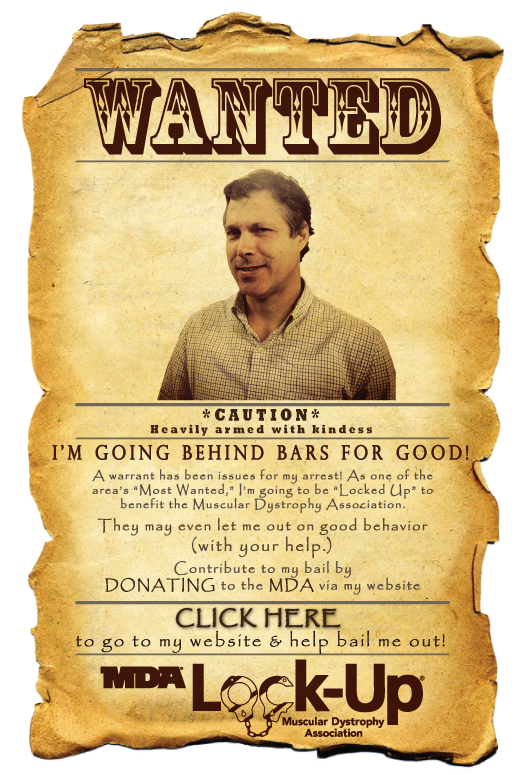 WANTED
*CAUTION*
Heavily armed with kindess
I'M GOING BEHIND BARS FOR GOOD!
A warrant has been issues for my arrest! As one of the
area's "Most Wanted," I'm going to be "Locked Up" to
benefit the Muscular Dystrophy Association.
They may even let me out on good behavior
(with your help.)
Contribute to my bail by
DONATING to the MDA via my website
CLICK HERE
to go to my website & help bail me out!
MDA Lock-Up®
Muscular Dystrophy
Association